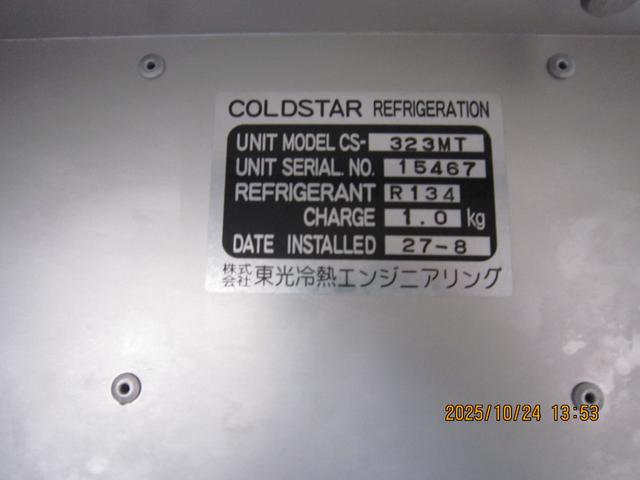 COLDSTAR REFRIGERATION
UNIT MODEL CS- 323MT
UNIT SERIAL. NO. 15467
REFRIGERANT R134
CHARGE 1.0 kg
DATE INSTALLED 27-8
株式会社 東光冷熱エンジニアリング
2025/10/24 13:53